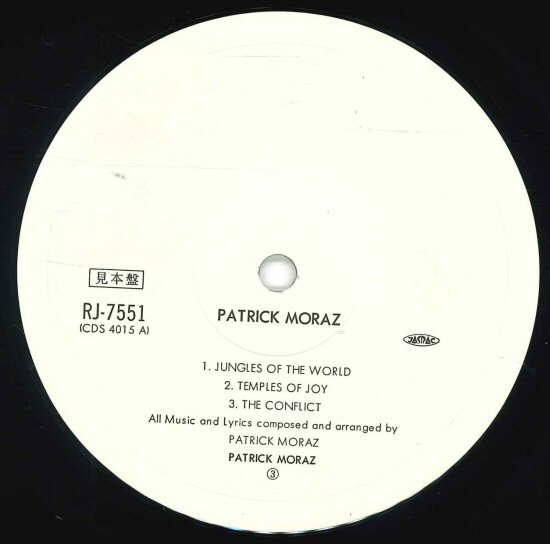 見本盤
RJ-7551
(CDS 4015 A)
PATRICK MORAZ
JASRAC
1. JUNGLES OF THE WORLD
2. TEMPLES OF JOY
3. THE CONFLICT
All Music and Lyrics composed and arranged by
PATRICK MORAZ
PATRICK MORAZ
③